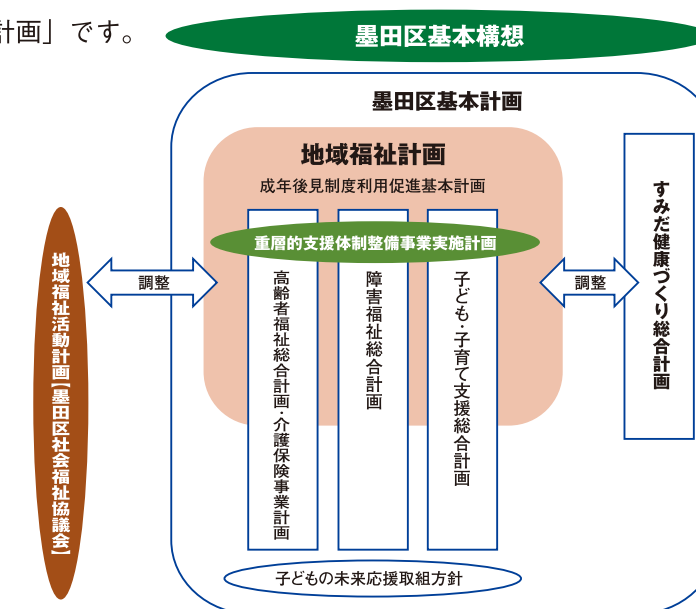 計画」です。
墨田区基本構想
墨田区基本計画
地域福祉計画
成年後見制度利用促進基本計画
重層的支援体制整備事業実施計画
地域福祉活動計画【墨田区社会福祉協議会】
調整
高齢者福祉総合計画・介護保険事業計画
障害福祉総合計画
子ども・子育て支援総合計画
調整
すみだ健康づくり総合計画
子どもの未来応援取組方針